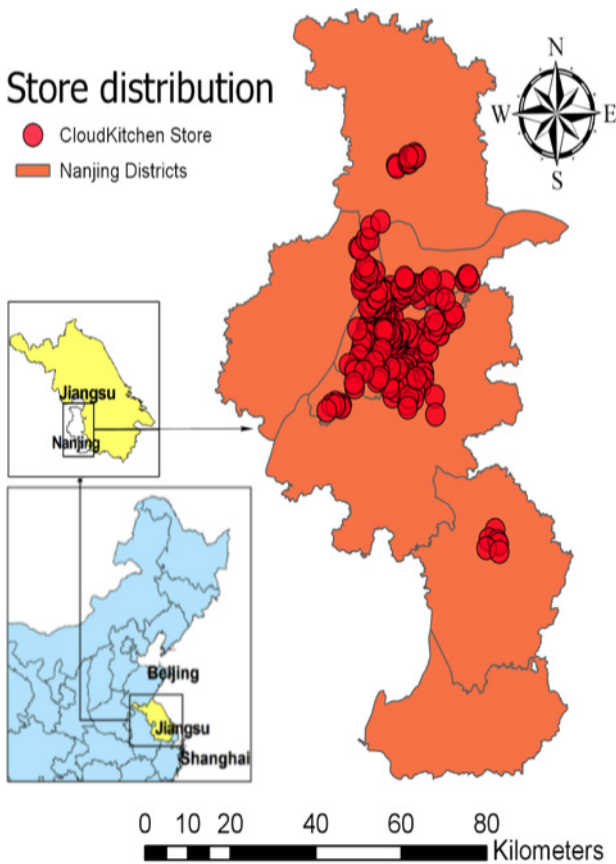 Store distribution
CloudKitchen Store
Nanjing Districts
N
W E
S
Jiangsu
Nanjing
Beijing
Jiangsu
Shanghai
0 10 20 40 60 80
Kilometers